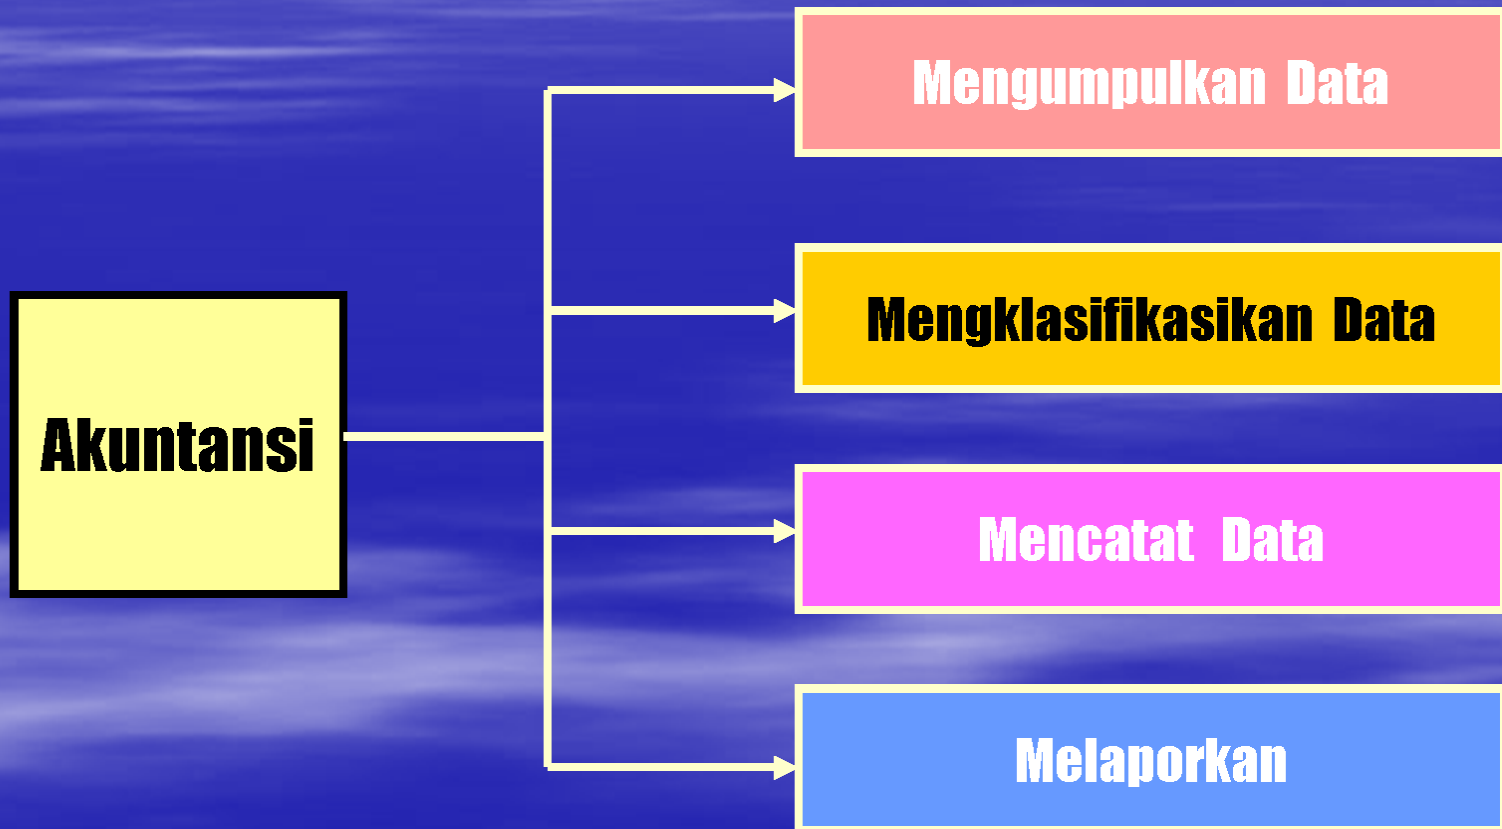 Akuntansi
Mengumpulkan Data
Mengklasifikasikan Data
Mencatat Data
Melaporkan